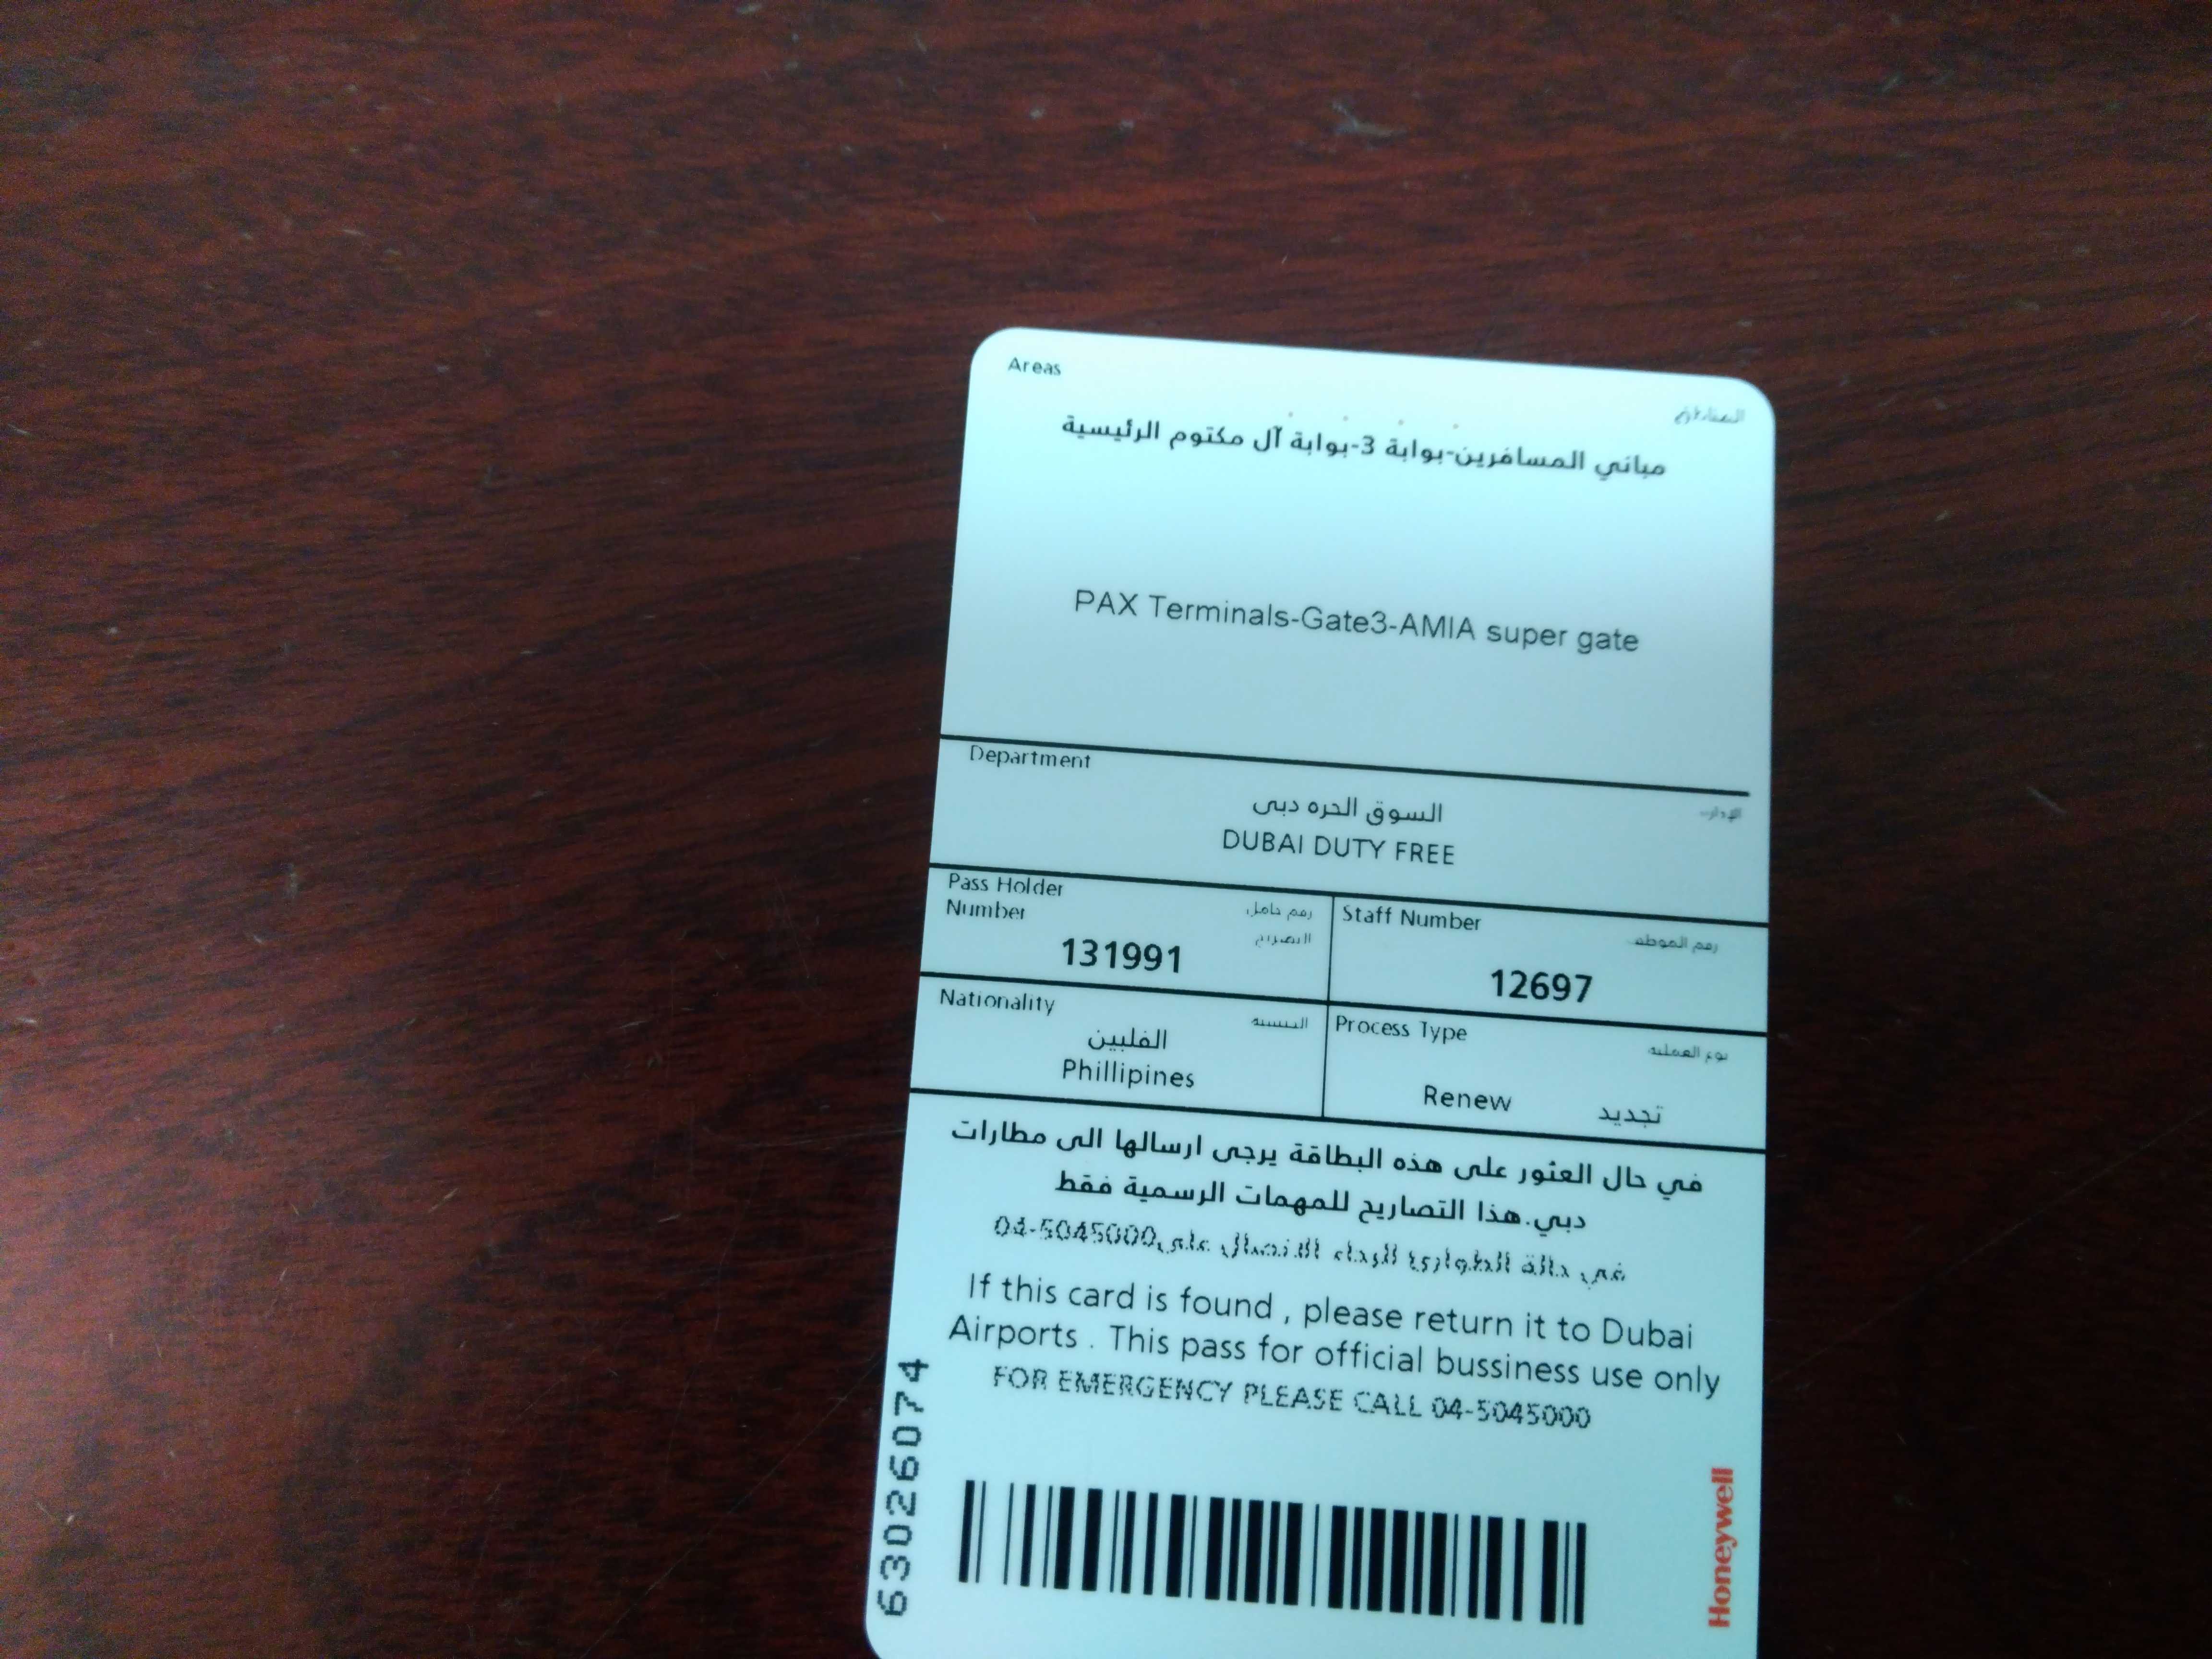 Areas
المناطق
مباني المسافرين-بوابة 3-بوابة آل مكتوم الرئيسية
PAX Terminals-Gate3-AMIA super gate
Department
الإدارة
السوق الحره دبى
DUBAI DUTY FREE
Pass Holder
Number
رقم حامل
التصريح
131991
Staff Number
رقم الموظف
12697
Nationality
الجنسية
الفلبين
Phillipines
Process Type
نوع العملية
Renew تجديد
في حال العثور على هذه البطاقة يرجى ارسالها الى مطارات
دبي.هذا التصاريح للمهمات الرسمية فقط
في حالة الطوارئ الرجاء الاتصال على04-5045000
If this card is found , please return it to Dubai
Airports . This pass for official bussiness use only
FOR EMERGENCY PLEASE CALL 04-5045000
63026074
Honeywell